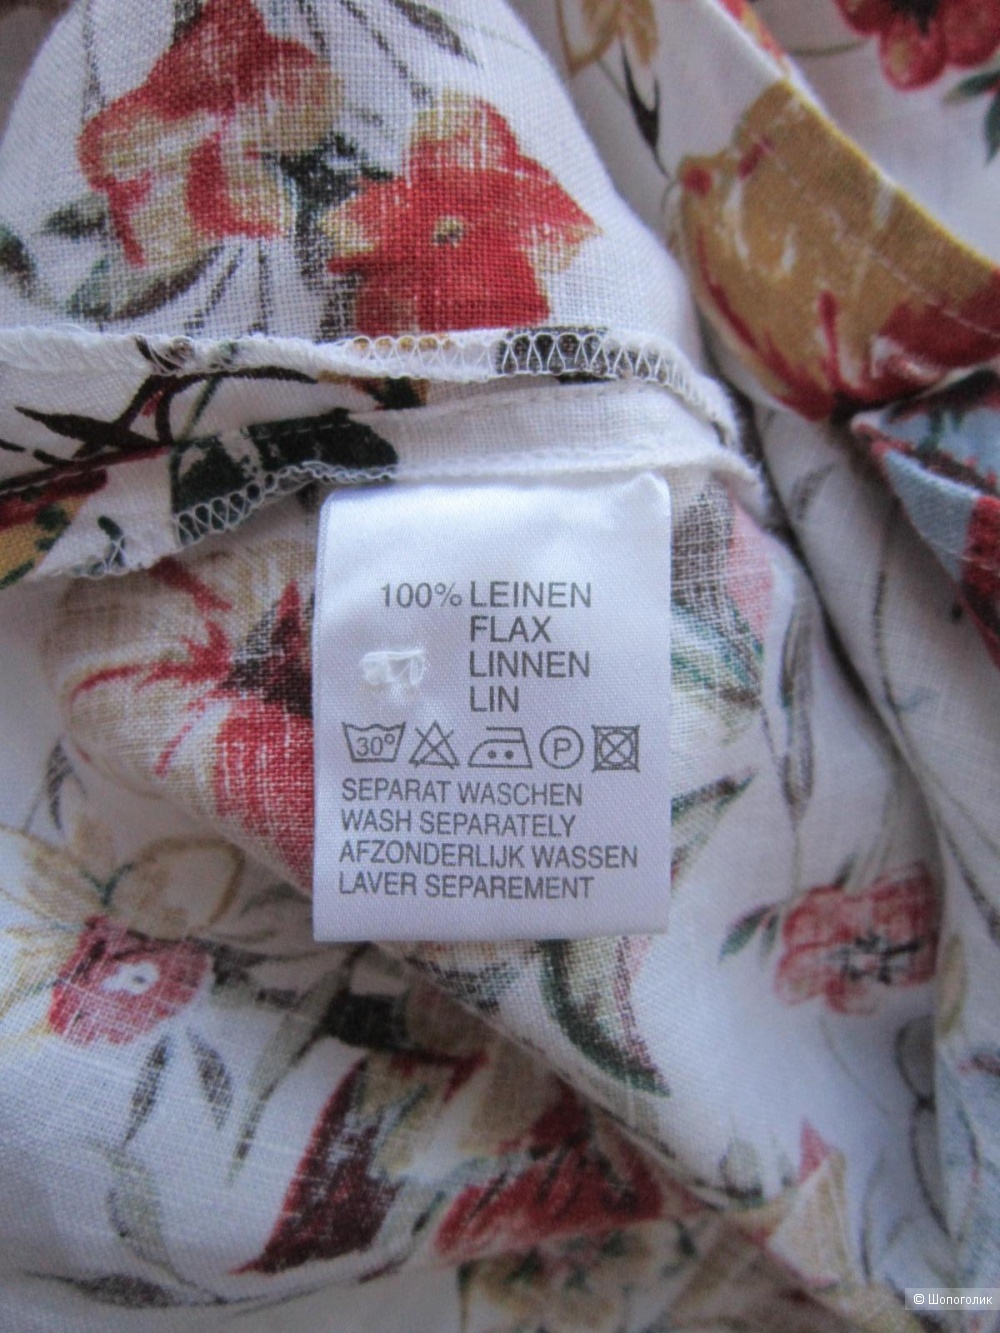 100% LEINEN
FLAX
LINNEN
LIN
30°
P
SEPARAT WASCHEN
WASH SEPARATELY
AFZONDERLIJK WASSEN
LAVER SEPAREMENT
© Шопоголик